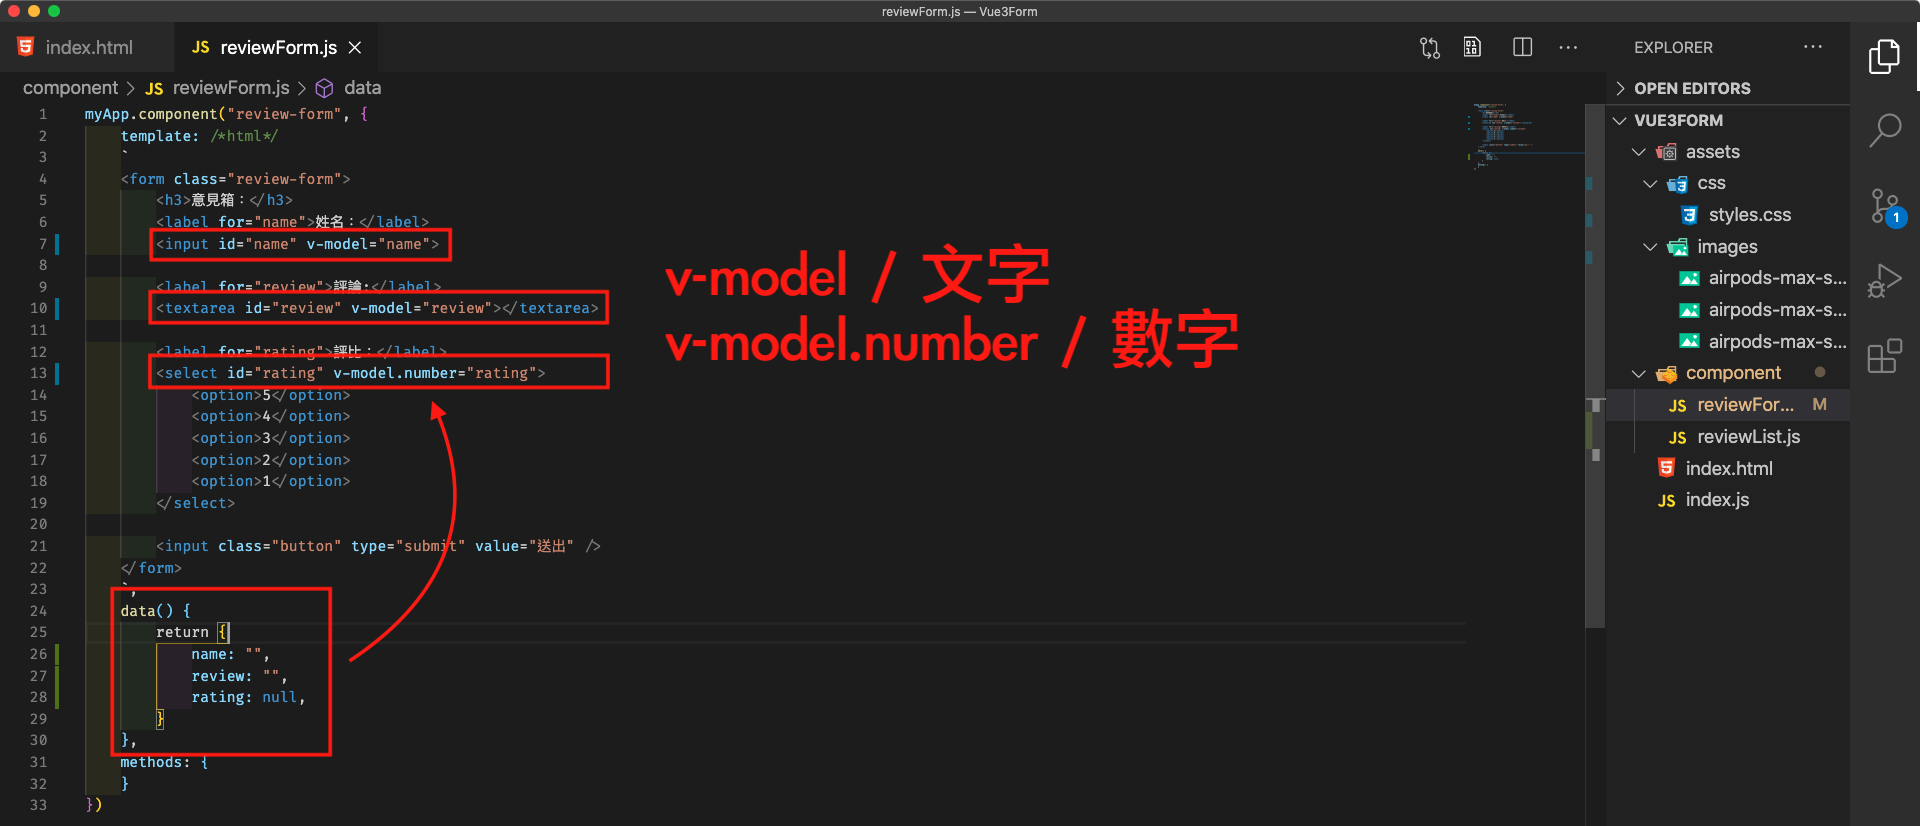 reviewForm.js — Vue3Form
index.html
JS reviewForm.js
EXPLORER
component > JS reviewForm.js > data
1 myApp.component("review-form", {
2 template: /*html*/
3 `
4 <form class="review-form">
5 <h3>意見箱：</h3>
6 <label for="name">姓名：</label>
7 <input id="name" v-model="name">
8
9 <label for="review">評論:</label>
10 <textarea id="review" v-model="review"></textarea>
11
12 <label for="rating">評比：</label>
13 <select id="rating" v-model.number="rating">
14 <option>5</option>
15 <option>4</option>
16 <option>3</option>
17 <option>2</option>
18 <option>1</option>
19 </select>
20
21 <input class="button" type="submit" value="送出" />
22 </form>
23 `,
24 data() {
25 return {
26 name: "",
27 review: "",
28 rating: null,
29 }
30 },
31 methods: {
32 }
33 })
v-model / 文字
v-model.number / 數字
OPEN EDITORS
VUE3FORM
assets
css
styles.css
images
airpods-max-s...
airpods-max-s...
airpods-max-s...
component
JS reviewFor... M
JS reviewList.js
index.html
JS index.js
1